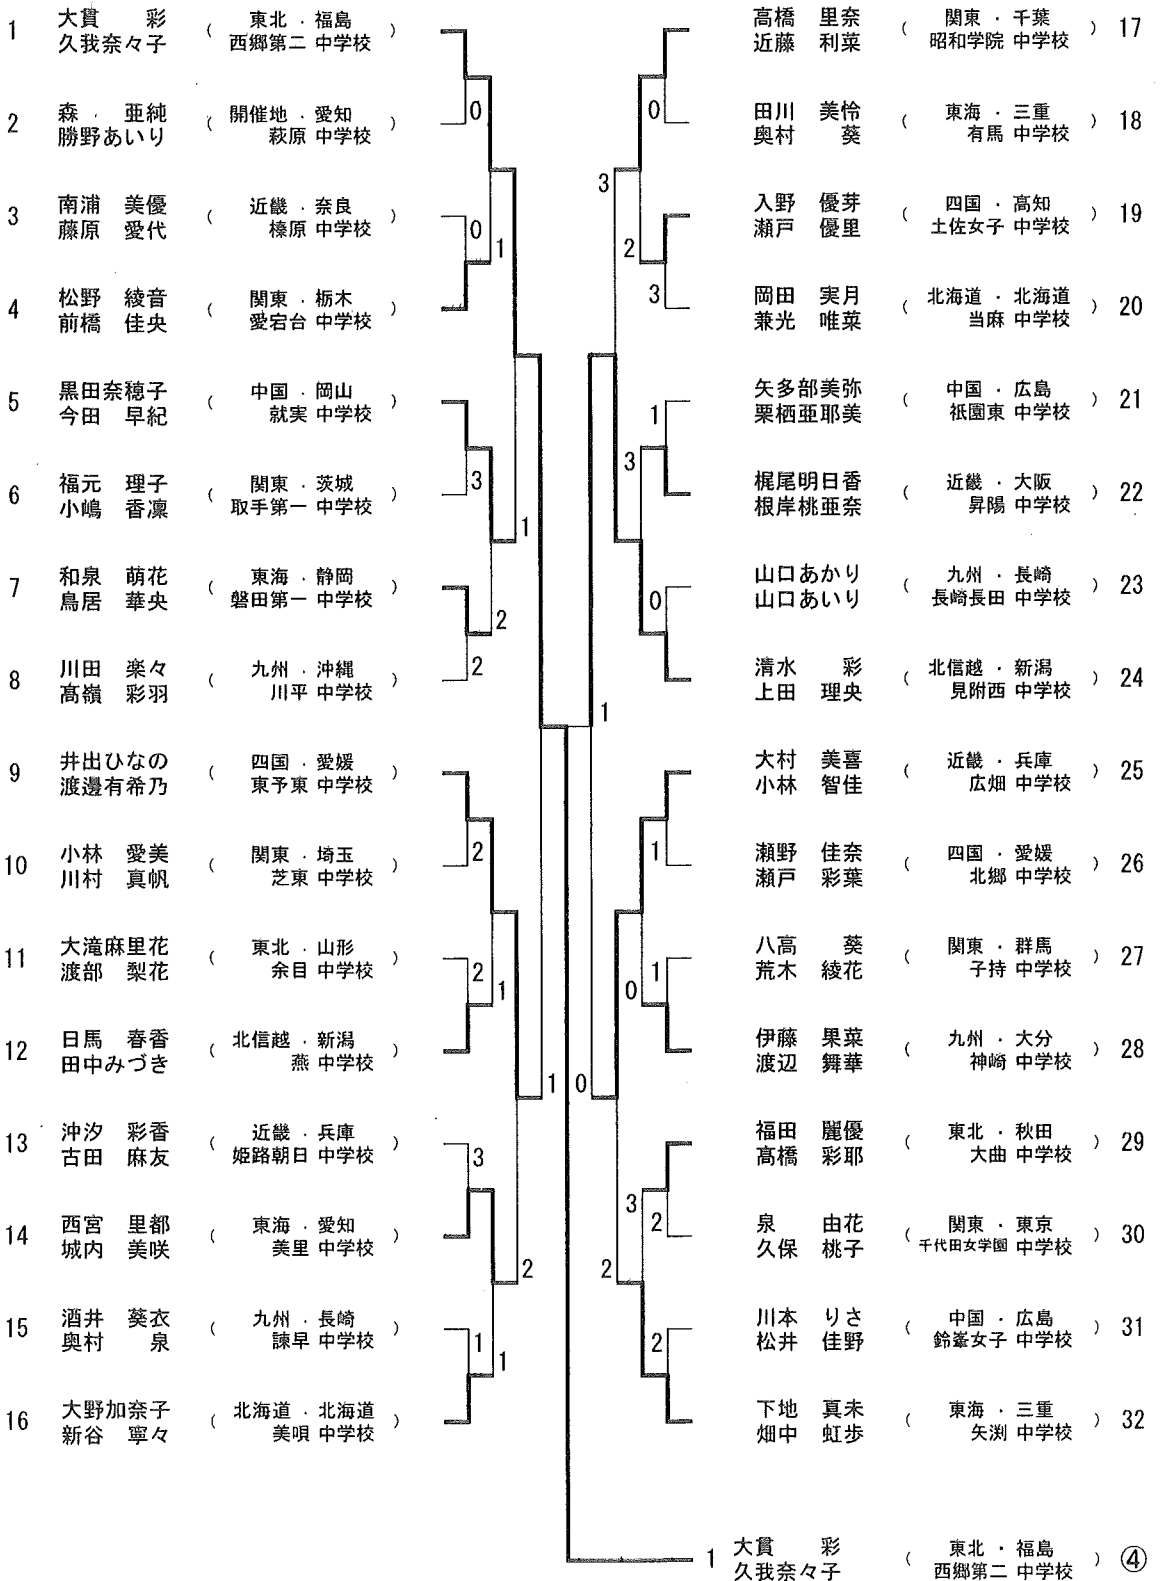 1 大貫 彩 ( 東北・福島 )
久我奈々子 西郷第二 中学校
2 森 亜純 ( 開催地・愛知 )
勝野あいり 萩原 中学校
3 南浦 美優 ( 近畿・奈良 )
藤原 愛代 榛原 中学校
4 松野 綾音 ( 関東・栃木 )
前橋 佳央 愛宕台 中学校
5 黒田奈穂子 ( 中国・岡山 )
今田 早紀 就実 中学校
6 福元 理子 ( 関東・茨城 )
小嶋 香凛 取手第一 中学校
7 和泉 萌花 ( 東海・静岡 )
鳥居 華央 磐田第一 中学校
8 川田 楽々 ( 九州・沖縄 )
髙嶺 彩羽 川平 中学校
9 井出ひなの ( 四国・愛媛 )
渡邊有希乃 東予東 中学校
10 小林 愛美 ( 関東・埼玉 )
川村 真帆 芝東 中学校
11 大滝麻里花 ( 東北・山形 )
渡部 梨花 余目 中学校
12 日馬 春香 ( 北信越・新潟 )
田中みづき 燕 中学校
13 沖汐 彩香 ( 近畿・兵庫 )
古田 麻友 姫路朝日 中学校
14 西宮 里都 ( 東海・愛知 )
城内 美咲 美里 中学校
15 酒井 葵衣 ( 九州・長崎 )
奥村 泉 諫早 中学校
16 大野加奈子 ( 北海道・北海道 )
新谷 寧々 美唄 中学校
0
0
1
3
1
2
2
2
2
1
1
3
2
1
1
高橋 里奈 ( 関東・千葉 ) 17
近藤 利菜 昭和学院 中学校
田川 美怜 ( 東海・三重 ) 18
奥村 葵 有馬 中学校
入野 優芽 ( 四国・高知 ) 19
瀬戸 優里 土佐女子 中学校
岡田 実月 ( 北海道・北海道 ) 20
兼光 唯菜 当麻 中学校
矢多部美弥 ( 中国・広島 ) 21
栗栖亜耶美 祇園東 中学校
梶尾明日香 ( 近畿・大阪 ) 22
根岸桃亜奈 昇陽 中学校
山口あかり ( 九州・長崎 ) 23
山口あいり 長崎長田 中学校
清水 彩 ( 北信越・新潟 ) 24
上田 理央 見附西 中学校
大村 美喜 ( 近畿・兵庫 ) 25
小林 智佳 広畑 中学校
瀬野 佳奈 ( 四国・愛媛 ) 26
瀬戸 彩葉 北郷 中学校
八高 葵 ( 関東・群馬 ) 27
荒木 綾花 子持 中学校
伊藤 果菜 ( 九州・大分 ) 28
渡辺 舞華 神崎 中学校
福田 麗優 ( 東北・秋田 ) 29
髙橋 彩耶 大曲 中学校
泉 由花 ( 関東・東京 ) 30
久保 桃子 千代田女学園 中学校
川本 りさ ( 中国・広島 ) 31
松井 佳野 鈴峯女子 中学校
下地 真未 ( 東海・三重 ) 32
畑中 虹歩 矢渕 中学校
0
3
2
3
1
3
0
1
1
1
0
0
3
2
2
2
1 大貫 彩 ( 東北・福島 ) ④
久我奈々子 西郷第二 中学校